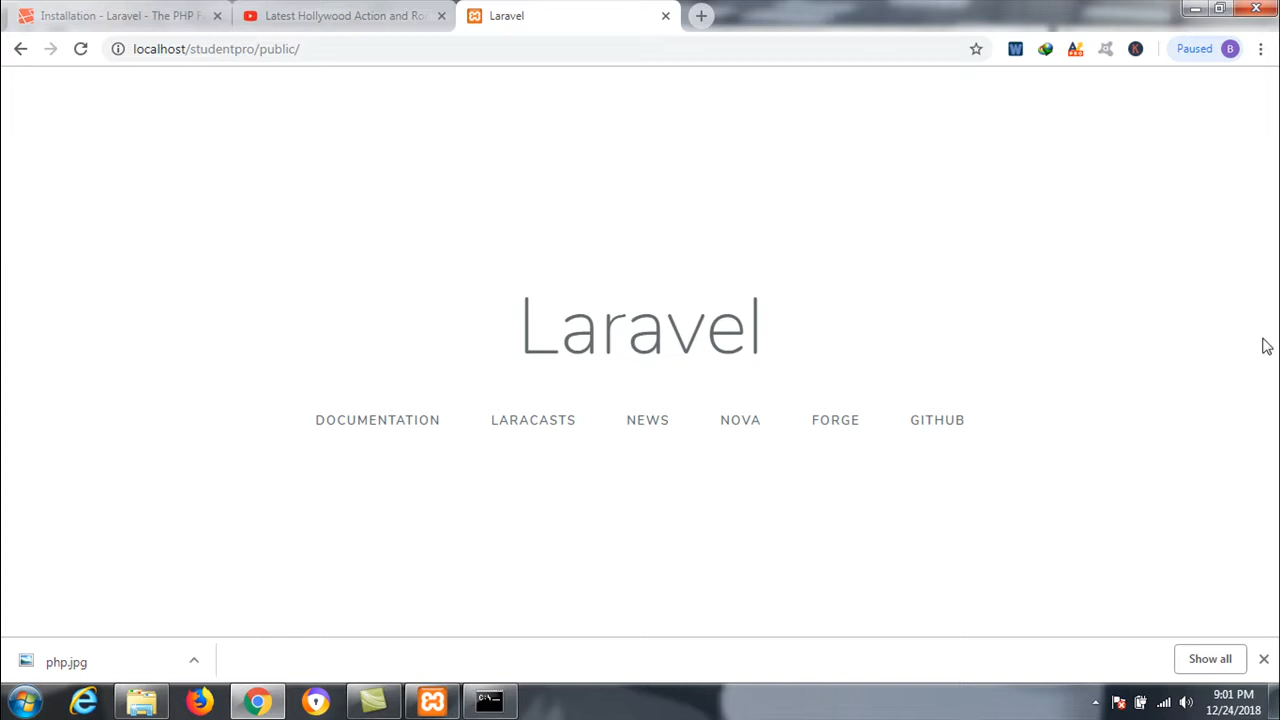 Installation - Laravel - The PHP F
Latest Hollywood Action and Ro
Laravel
localhost/studentpro/public/
W
K
Paused
B
Laravel
DOCUMENTATION
LARACASTS
NEWS
NOVA
FORGE
GITHUB
php.jpg
Show all
C:\_
9:01 PM
12/24/2018